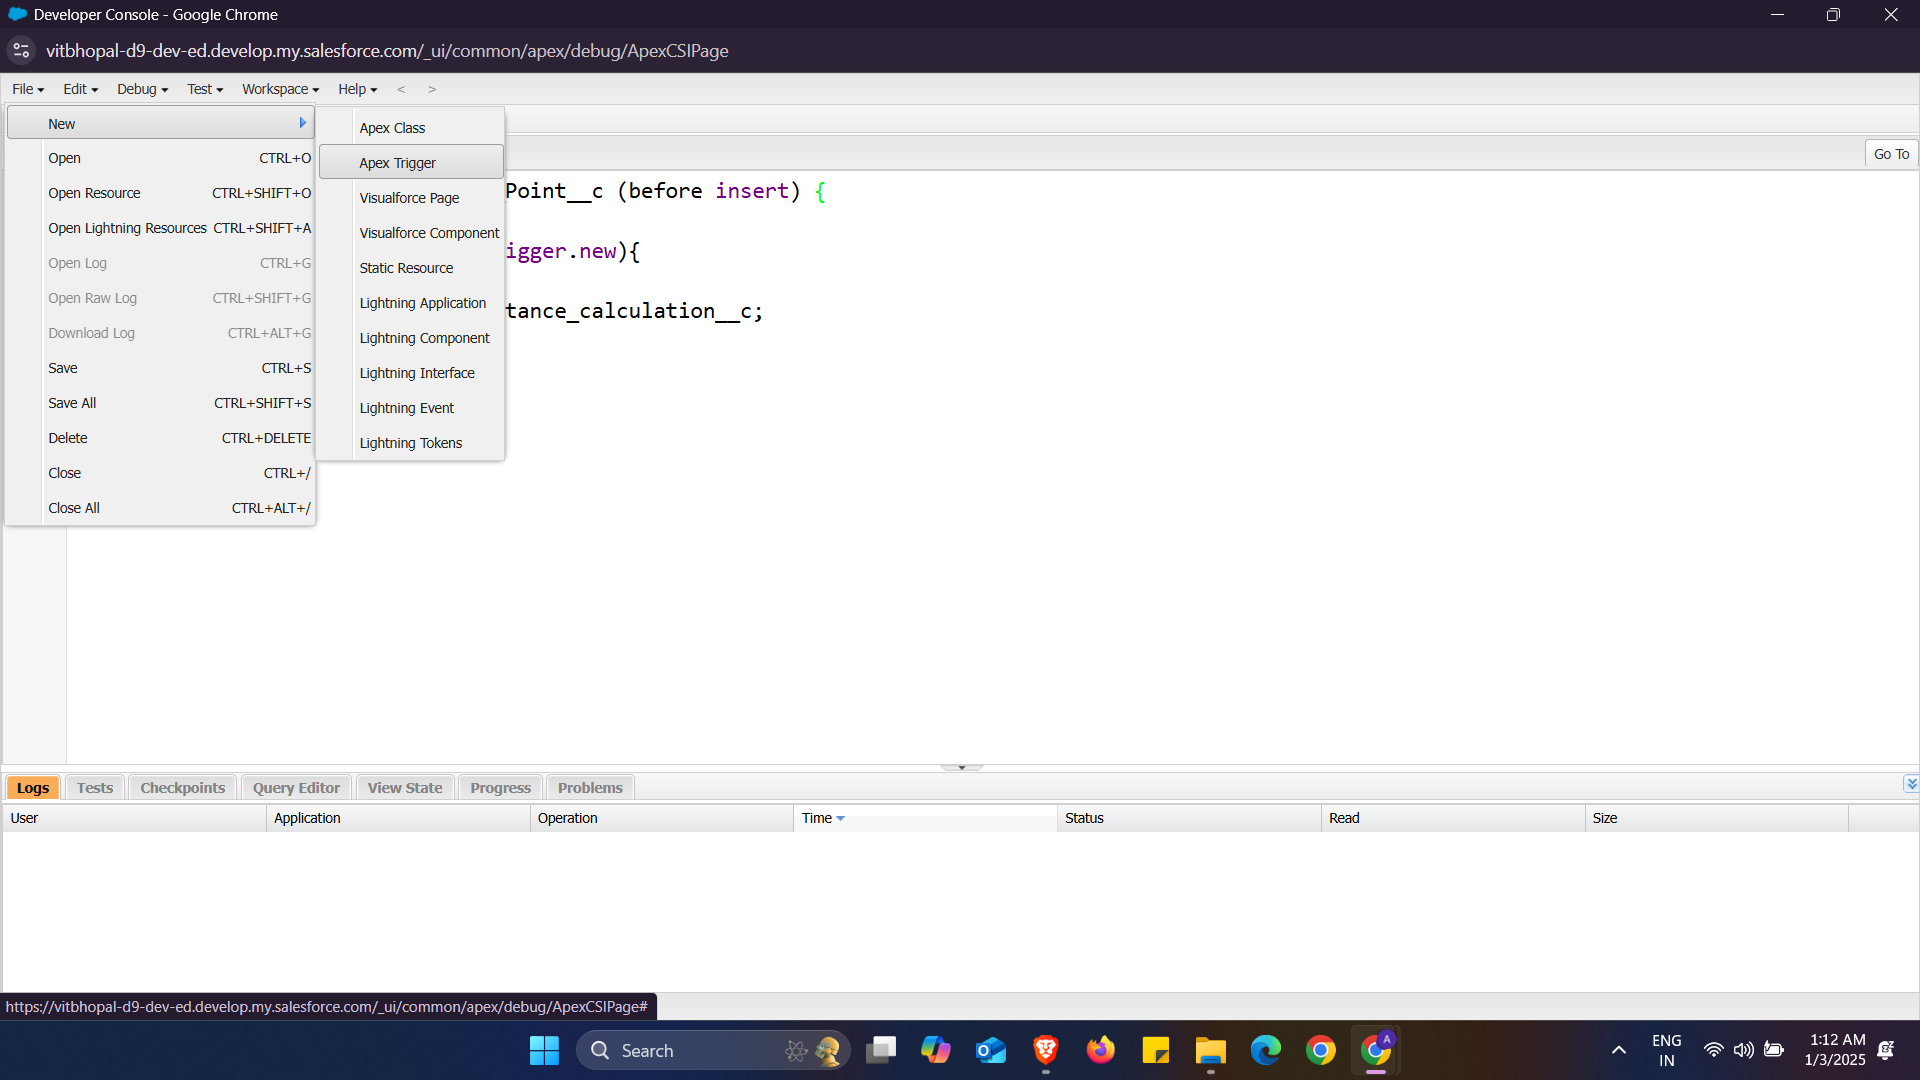 Developer Console - Google Chrome
vitbhopal-d9-dev-ed.develop.my.salesforce.com/_ui/common/apex/debug/ApexCSIPage
File Edit Debug Test Workspace Help < >
New
Open CTRL+O
Open Resource CTRL+SHIFT+O
Open Lightning Resources CTRL+SHIFT+A
Open Log CTRL+G
Open Raw Log CTRL+SHIFT+G
Download Log CTRL+ALT+G
Save CTRL+S
Save All CTRL+SHIFT+S
Delete CTRL+DELETE
Close CTRL+/
Close All CTRL+ALT+/
Apex Class
Apex Trigger
Visualforce Page
Visualforce Component
Static Resource
Lightning Application
Lightning Component
Lightning Interface
Lightning Event
Lightning Tokens
Go To
Point__c (before insert) {
igger.new){
tance_calculation__c;
Logs Tests Checkpoints Query Editor View State Progress Problems
User Application Operation Time Status Read Size
https://vitbhopal-d9-dev-ed.develop.my.salesforce.com/_ui/common/apex/debug/ApexCSIPage#
Search
A
ENG
IN
1:12 AM
1/3/2025